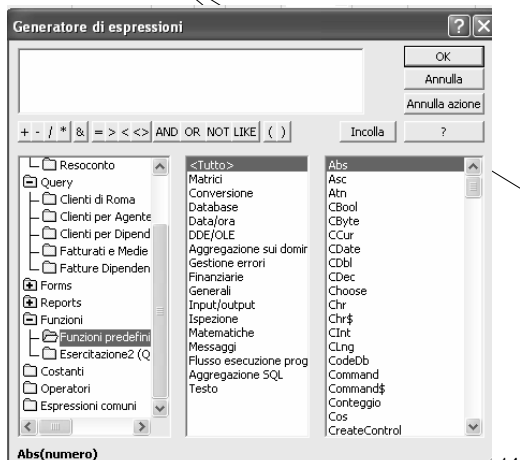 Generatore di espressioni
OK
Annulla
Annulla azione
+ - / * & = > < <> AND OR NOT LIKE ( ) Incolla ?
Resoconto
Query
Clienti di Roma
Clienti per Agente
Clienti per Dipend
Fatturati e Medie
Fatture Dipenden
Forms
Reports
Funzioni
Funzioni predefini
Esercitazione2 (Q
Costanti
Operatori
Espressioni comuni
<Tutto>
Matrici
Conversione
Database
Data/ora
DDE/OLE
Aggregazione sui domir
Gestione errori
Finanziarie
Generali
Input/output
Ispezione
Matematiche
Messaggi
Flusso esecuzione prog
Aggregazione SQL
Testo
Abs
Asc
Atn
CBool
CByte
CCur
CDate
CDbl
CDec
Choose
Chr
Chr$
CInt
CLng
CodeDb
Command
Command$
Conteggio
Cos
CreateControl
Abs(numero)